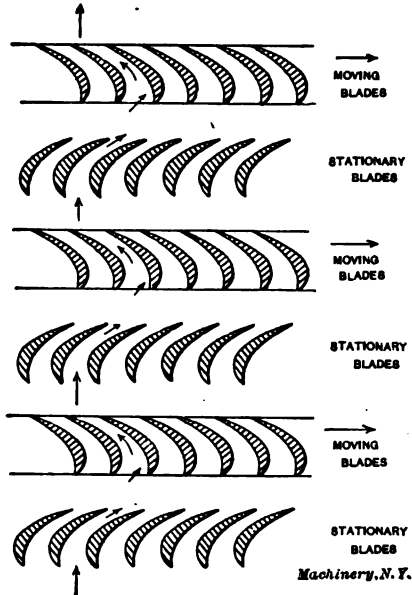 MOVING
BLADES
STATIONARY
BLADES
MOVING
BLADES
STATIONARY
BLADES
MOVING
BLADES
STATIONARY
BLADES
Machinery, N.Y.